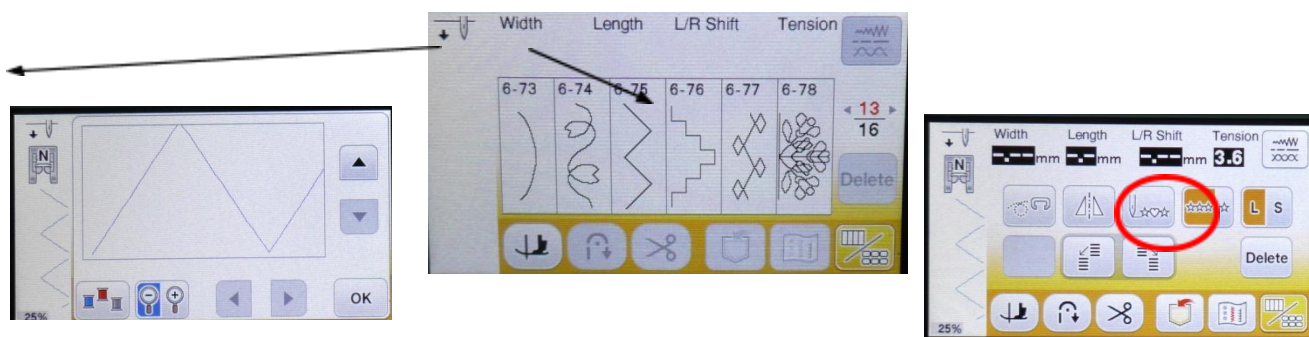 N
OK
25%
Width Length L/R Shift Tension
6-73 6-74 6-75 6-76 6-77 6-78
13
16
Delete
Width Length L/R Shift Tension
-.-- mm -.-- mm -.-- mm 3.6
N
L S
Delete
25%